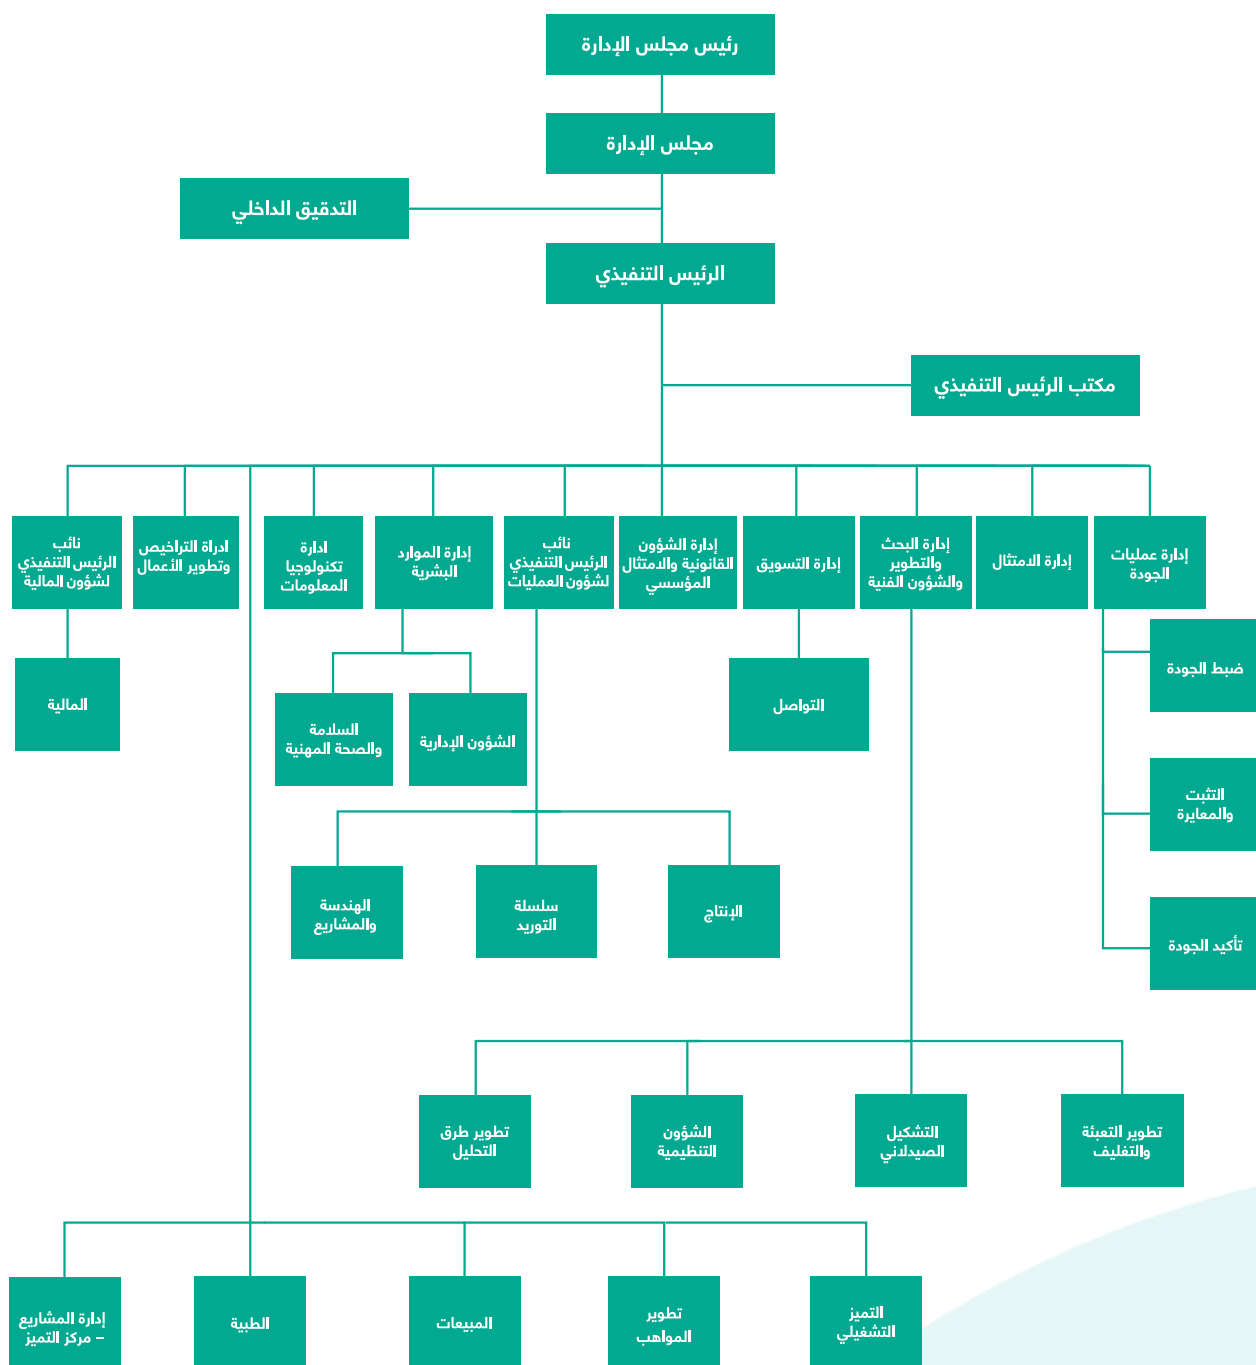 رئيس مجلس الإدارة
مجلس الإدارة
التدقيق الداخلي
الرئيس التنفيذي
مكتب الرئيس التنفيذي
إدارة عمليات
الجودة
إدارة الامتثال
إدارة البحث
والتطوير
والشؤون الفنية
إدارة التسويق
إدارة الشؤون
القانونية والامتثال
المؤسسي
نائب
الرئيس التنفيذي
لشؤون العمليات
إدارة الموارد
البشرية
ادارة
تكنولوجيا
المعلومات
ادراة التراخيص
وتطوير الأعمال
نائب
الرئيس التنفيذي
لشؤون المالية
ضبط الجودة
التثبت
والمعايرة
تأكيد الجودة
التواصل
الشؤون الإدارية
السلامة
والصحة المهنية
المالية
الإنتاج
سلسلة
التوريد
الهندسة
والمشاريع
تطوير التعبئة
والتغليف
التشكيل
الصيدلاني
الشؤون
التنظيمية
تطوير طرق
التحليل
التميز
التشغيلي
تطوير
المواهب
المبيعات
الطبية
إدارة المشاريع
– مركز التميز